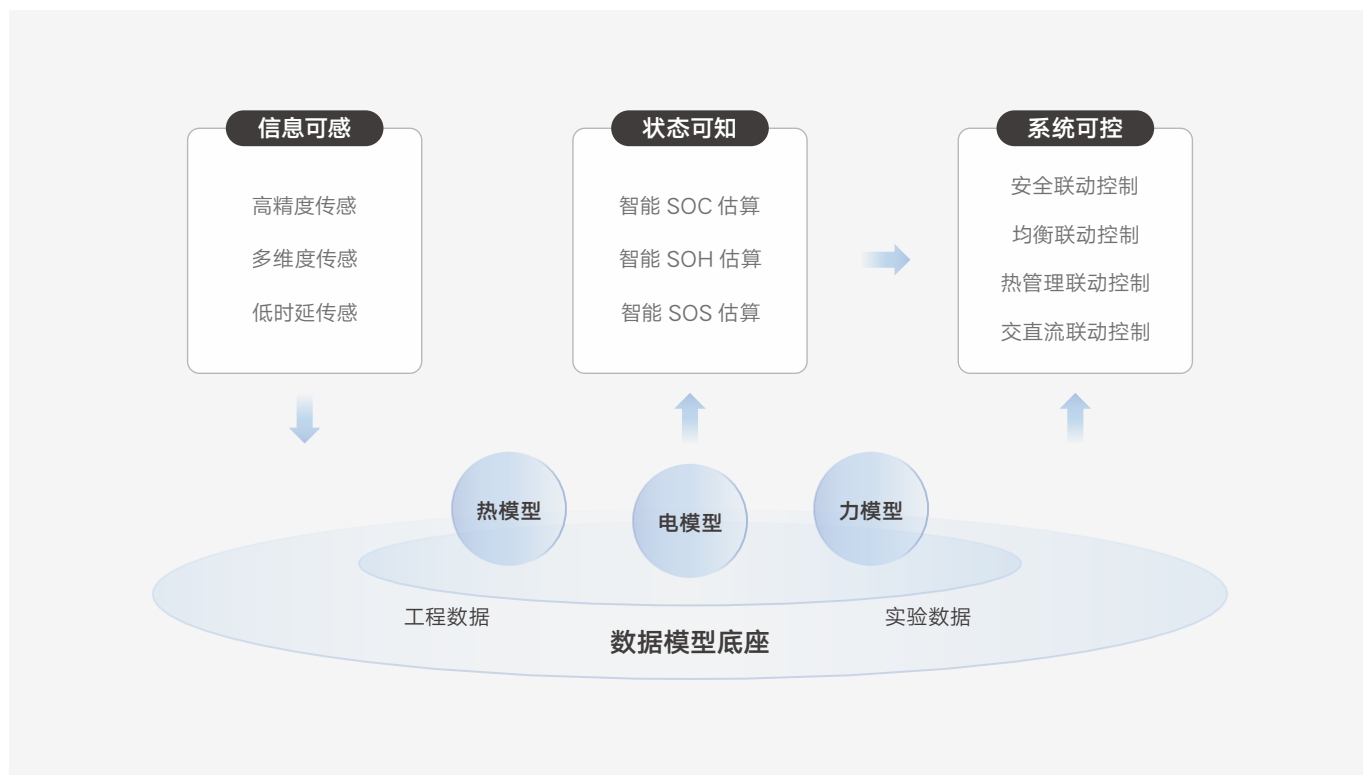 信息可感
高精度传感
多维度传感
低时延传感
状态可知
智能 SOC 估算
智能 SOH 估算
智能 SOS 估算
系统可控
安全联动控制
均衡联动控制
热管理联动控制
交直流联动控制
热模型
电模型
力模型
工程数据
实验数据
数据模型底座